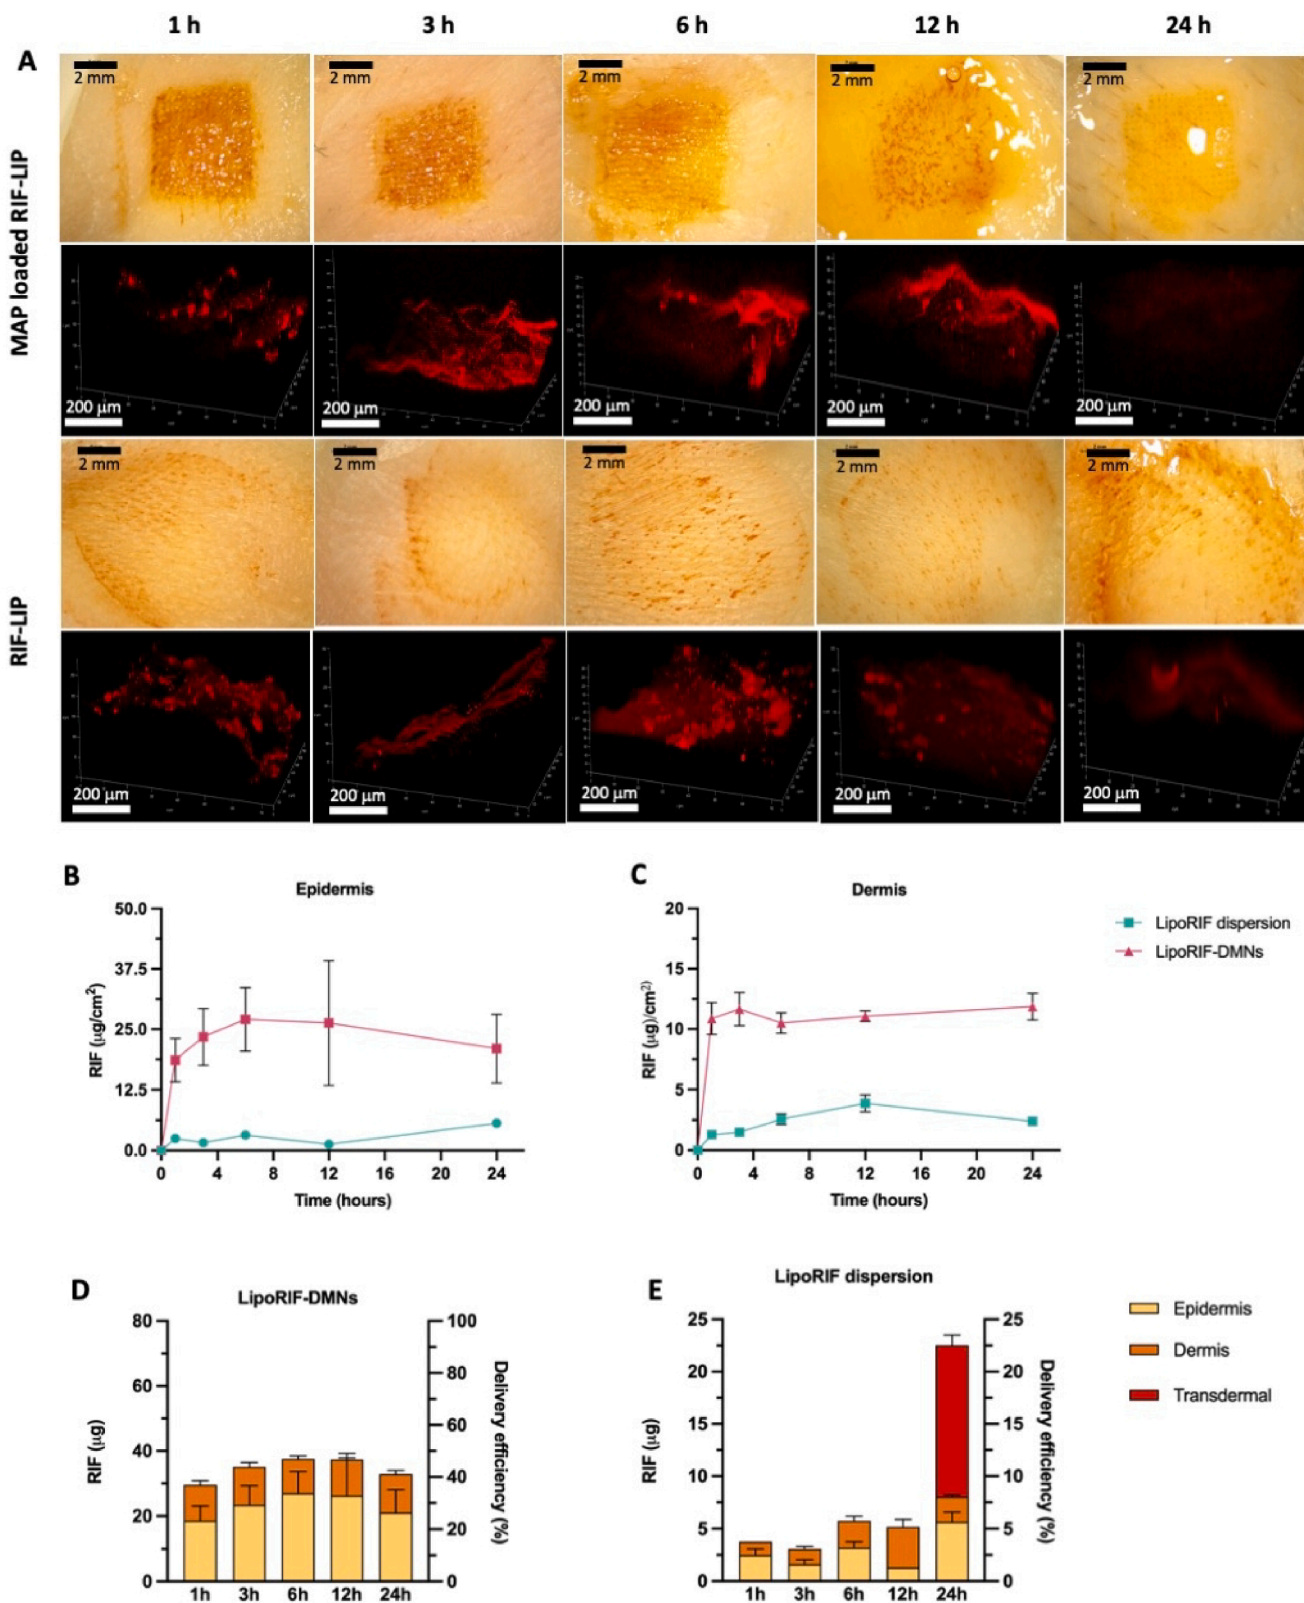 1 h 3 h 6 h 12 h 24 h
A
MAP loaded RIF-LIP
2 mm 2 mm 2 mm 2 mm 2 mm
200 µm 200 µm 200 µm 200 µm 200 µm
RIF-LIP
2 mm 2 mm 2 mm 2 mm 2 mm
200 µm 200 µm 200 µm 200 µm 200 µm
B
Epidermis
RIF (µg/cm²)
50.0
37.5
25.0
12.5
0.0
0 4 8 12 16 20 24
Time (hours)
C
Dermis
RIF (µg)/cm²)
20
15
10
5
0
0 4 8 12 16 20 24
Time (hours)
LipoRIF dispersion
LipoRIF-DMNs
D
LipoRIF-DMNs
RIF (µg)
80
60
40
20
0
1h 3h 6h 12h 24h
100
80
60
40
20
0
Delivery efficiency (%)
E
LipoRIF dispersion
RIF (µg)
25
20
15
10
5
0
1h 3h 6h 12h 24h
25
20
15
10
5
0
Delivery efficiency (%)
Epidermis
Dermis
Transdermal